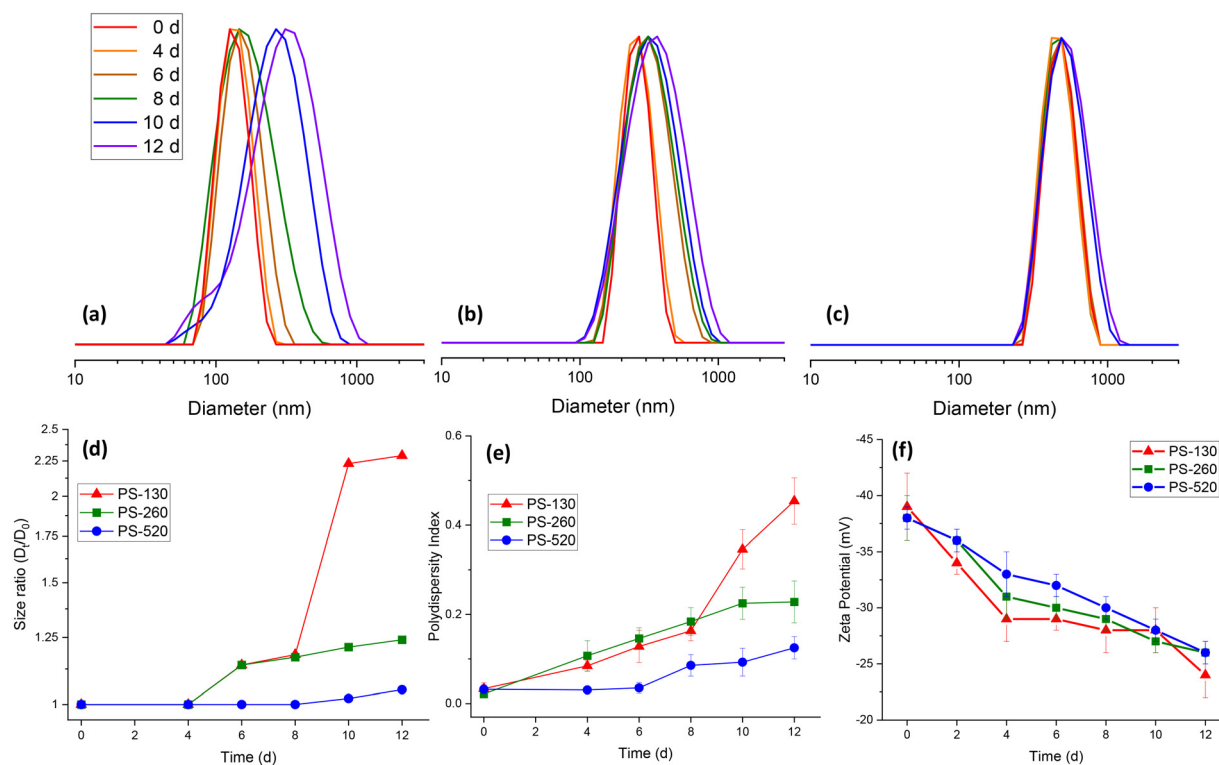 0 d
4 d
6 d
8 d
10 d
12 d
(a)
(b)
(c)
10 100 1000
10 100 1000
10 100 1000
Diameter (nm)
Diameter (nm)
Diameter (nm)
(d)
2.5
2.25
2
1.75
1.5
1.25
1
Size ratio (Dt/D0)
PS-130
PS-260
PS-520
0 2 4 6 8 10 12
Time (d)
(e)
0.6
0.4
0.2
0.0
Polydispersity Index
PS-130
PS-260
PS-520
0 2 4 6 8 10 12
Time (d)
(f)
-45
-40
-35
-30
-25
-20
Zeta Potential (mV)
PS-130
PS-260
PS-520
0 2 4 6 8 10 12
Time (d)